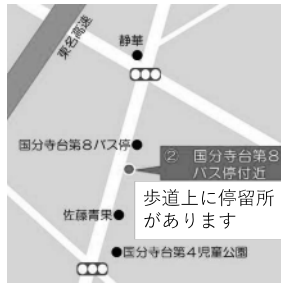 東名高速
静華
国分寺台第8バス停
② 国分寺台第8
バス停付近
歩道上に停留所
があります
佐藤青果
国分寺台第4児童公園